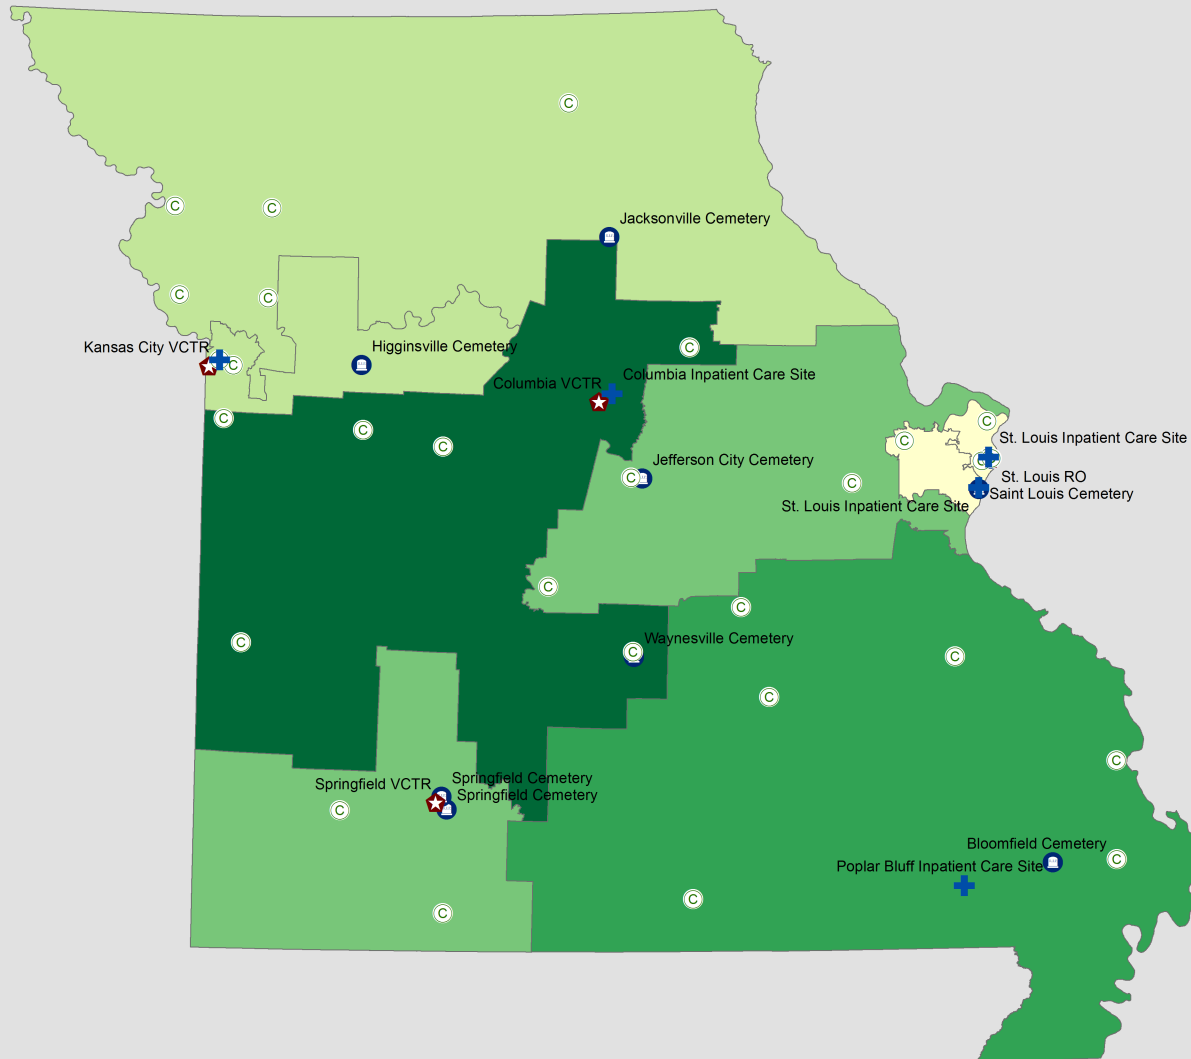 C
Jacksonville Cemetery
C
C
C
C
Kansas City VCTR
C
Higginsville Cemetery
C
Columbia VCTR
Columbia Inpatient Care Site
C
C
C
C
C
St. Louis Inpatient Care Site
C
Jefferson City Cemetery
C
C
St. Louis RO
Saint Louis Cemetery
St. Louis Inpatient Care Site
C
C
C
C
Waynesville Cemetery
C
C
C
C
Springfield VCTR
Springfield Cemetery
Springfield Cemetery
C
Bloomfield Cemetery
C
Poplar Bluff Inpatient Care Site
C
C